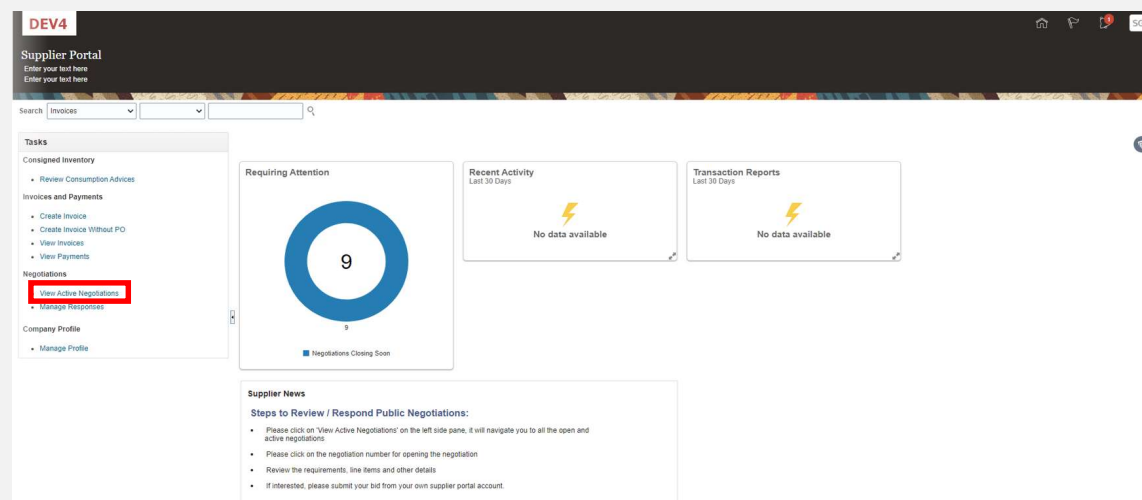 DEV4
1
Supplier Portal
Enter your text here
Enter your text here
Search Invoices
Tasks
Consigned Inventory
Review Consumption Advices
Invoices and Payments
Create Invoice
Create Invoice Without PO
View Invoices
View Payments
Negotiations
View Active Negotiations
Manage Responses
Company Profile
Manage Profile
Requiring Attention
9
9
Negotiations Closing Soon
Recent Activity
Last 30 Days
No data available
Transaction Reports
Last 30 Days
No data available
Supplier News
Steps to Review / Respond Public Negotiations:
• Please click on 'View Active Negotiations' on the left side pane, it will navigate you to all the open and
active negotiations
• Please click on the negotiation number for opening the negotiation
• Review the requirements, line items and other details
• If interested, please submit your bid from your own supplier portal account.